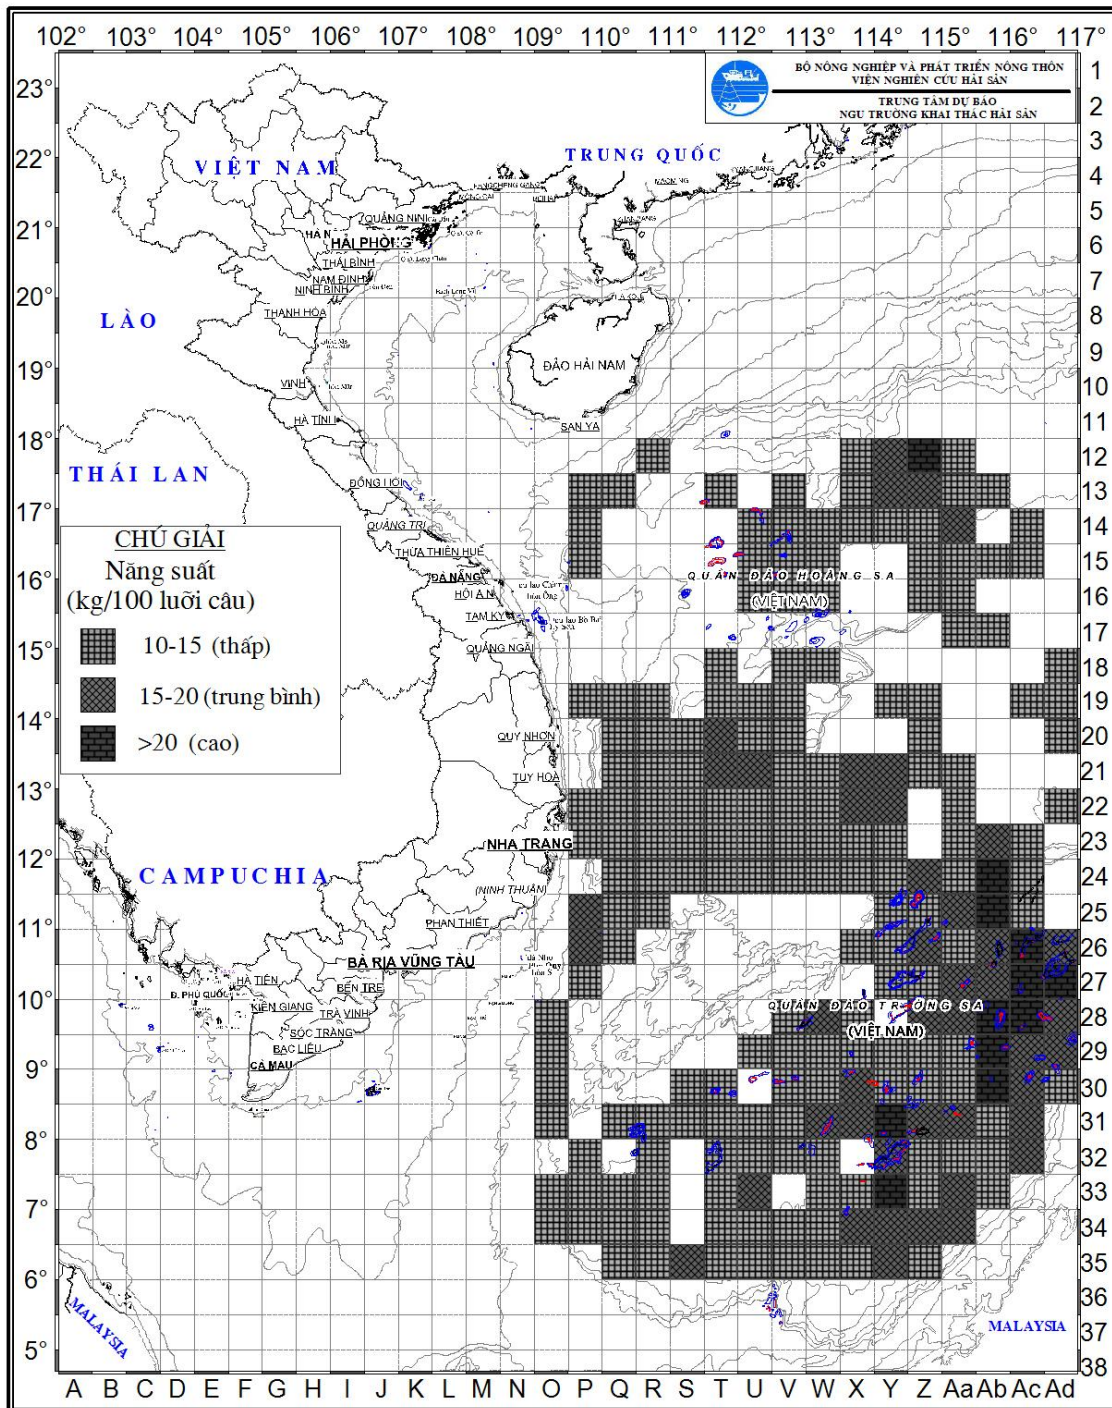 102° 103° 104° 105° 106° 107° 108° 109° 110° 111° 112° 113° 114° 115° 116° 117°
BỘ NÔNG NGHIỆP VÀ PHÁT TRIỂN NÔNG THÔN
VIỆN NGHIÊN CỨU HẢI SẢN
TRUNG TÂM DỰ BÁO
NGƯ TRƯỜNG KHAI THÁC HẢI SẢN
23°
22°
21°
20°
19°
18°
17°
16°
15°
14°
13°
12°
11°
10°
9°
8°
7°
6°
5°
1
2
3
4
5
6
7
8
9
10
11
12
13
14
15
16
17
18
19
20
21
22
23
24
25
26
27
28
29
30
31
32
33
34
35
36
37
38
VIỆT NAM
TRUNG QUỐC
QUẢNG NINH
HẢI PHÒNG
THÁI BÌNH
NAM ĐỊNH
NINH BÌNH
THANH HÓA
LÀO
ĐẢO HẢI NAM
VINH
HÀ TĨNH
SAN YA
THÁI LAN
ĐỒNG HỚI
QUẢNG TRỊ
THỪA THIÊN HUẾ
ĐÀ NẴNG
HỘI AN
TAM KỲ
QUẢNG NGÃI
QUẦN ĐẢO HOÀNG SA
(VIỆT NAM)
CHÚ GIẢI
Năng suất
(kg/100 lưỡi câu)
10-15 (thấp)
15-20 (trung bình)
>20 (cao)
QUY NHƠN
TUY HÒA
NHA TRANG
CAMPUCHIA
(NINH THUẬN)
PHAN THIẾT
BÀ RỊA VŨNG TÀU
HÀ TIÊN
BẾN TRE
Đ. PHÚ QUỐC
KIÊN GIANG
TRÀ VINH
SÓC TRĂNG
BẠC LIÊU
CÀ MAU
QUẦN ĐẢO TRƯỜNG SA
(VIỆT NAM)
MALAYSIA
MALAYSIA
A B C D E F G H I J K L M N O P Q R S T U V W X Y Z Aa Ab Ac Ad